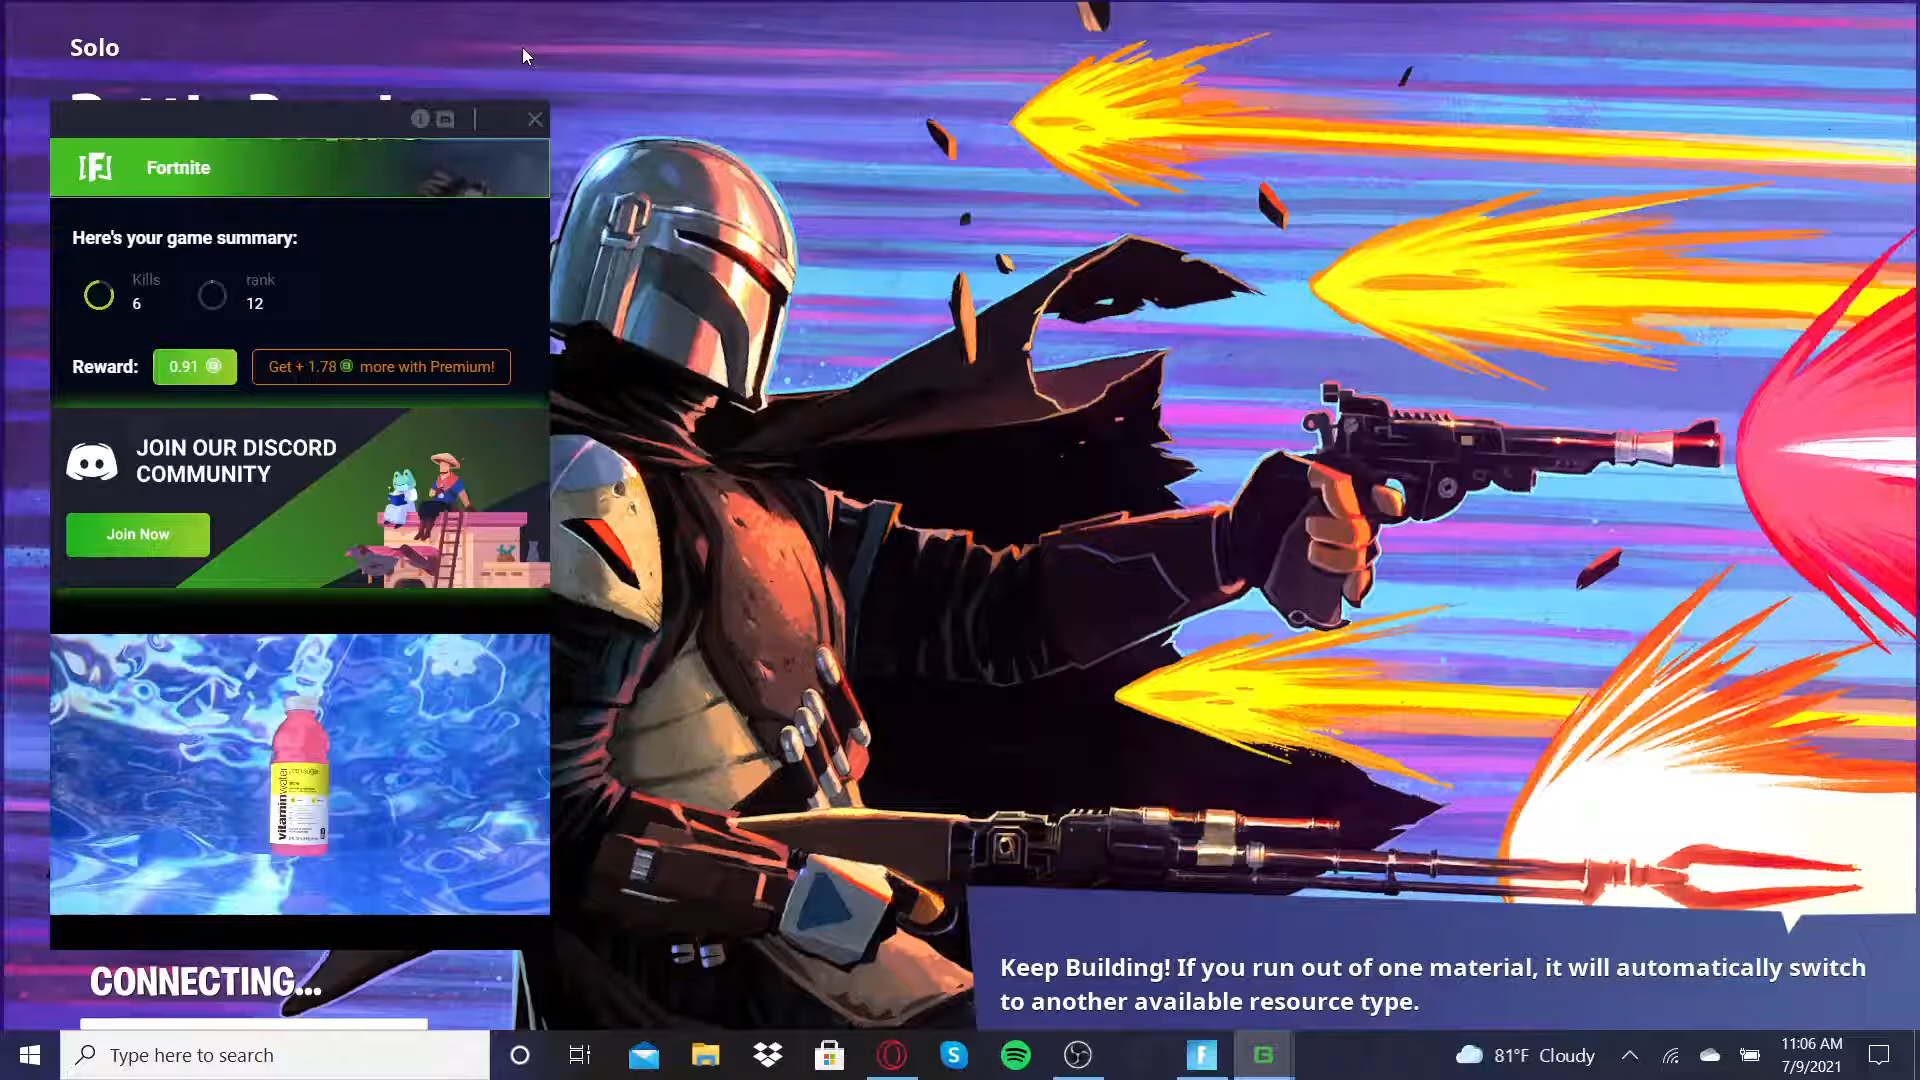 Solo
Fortnite
Here's your game summary:
Kills
6
rank
12
Reward:
0.91
Get + 1.78 more with Premium!
JOIN OUR DISCORD
COMMUNITY
Join Now
vitaminwater
CONNECTING...
Keep Building! If you run out of one material, it will automatically switch
to another available resource type.
Type here to search
81°F Cloudy
11:06 AM
7/9/2021